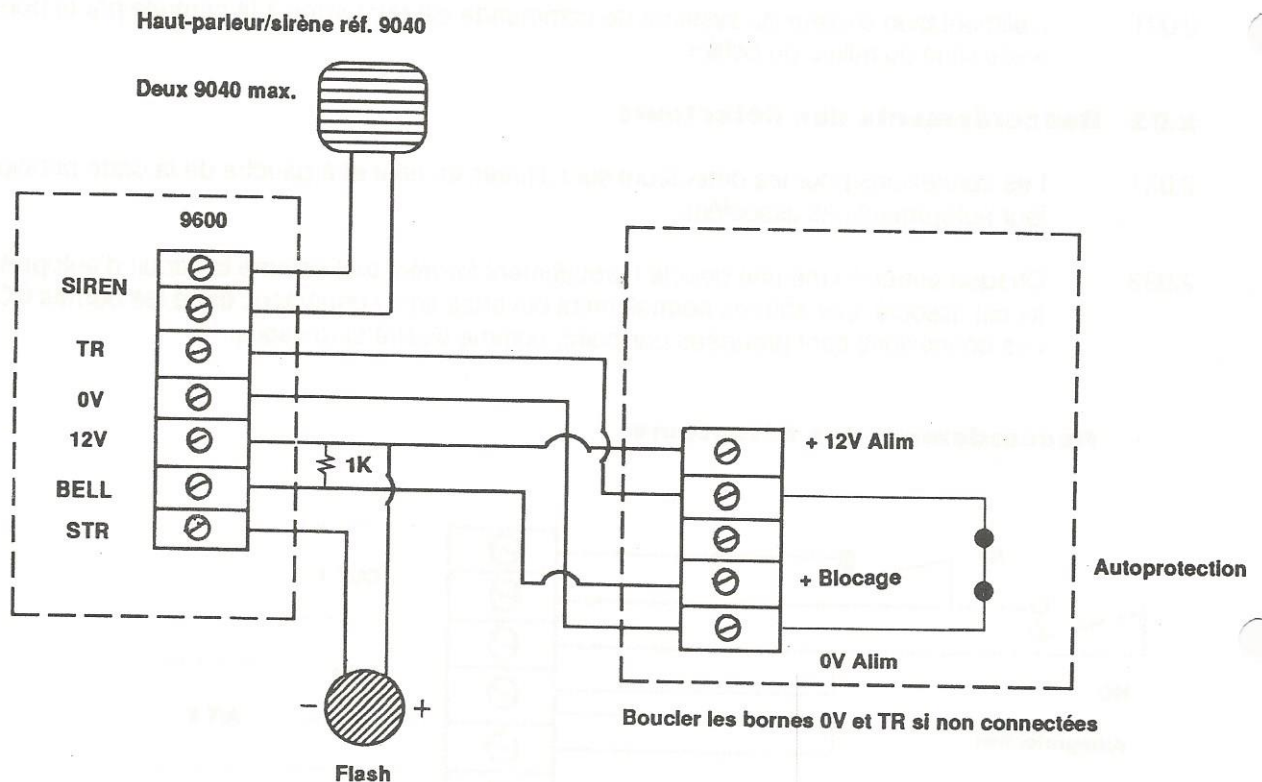 Haut-parleur/sirène réf. 9040
Deux 9040 max.
9600
SIREN
TR
0V
12V
BELL
STR
1K
+ 12V Alim
+ Blocage
0V Alim
Autoprotection
- +
Flash
Boucler les bornes 0V et TR si non connectées